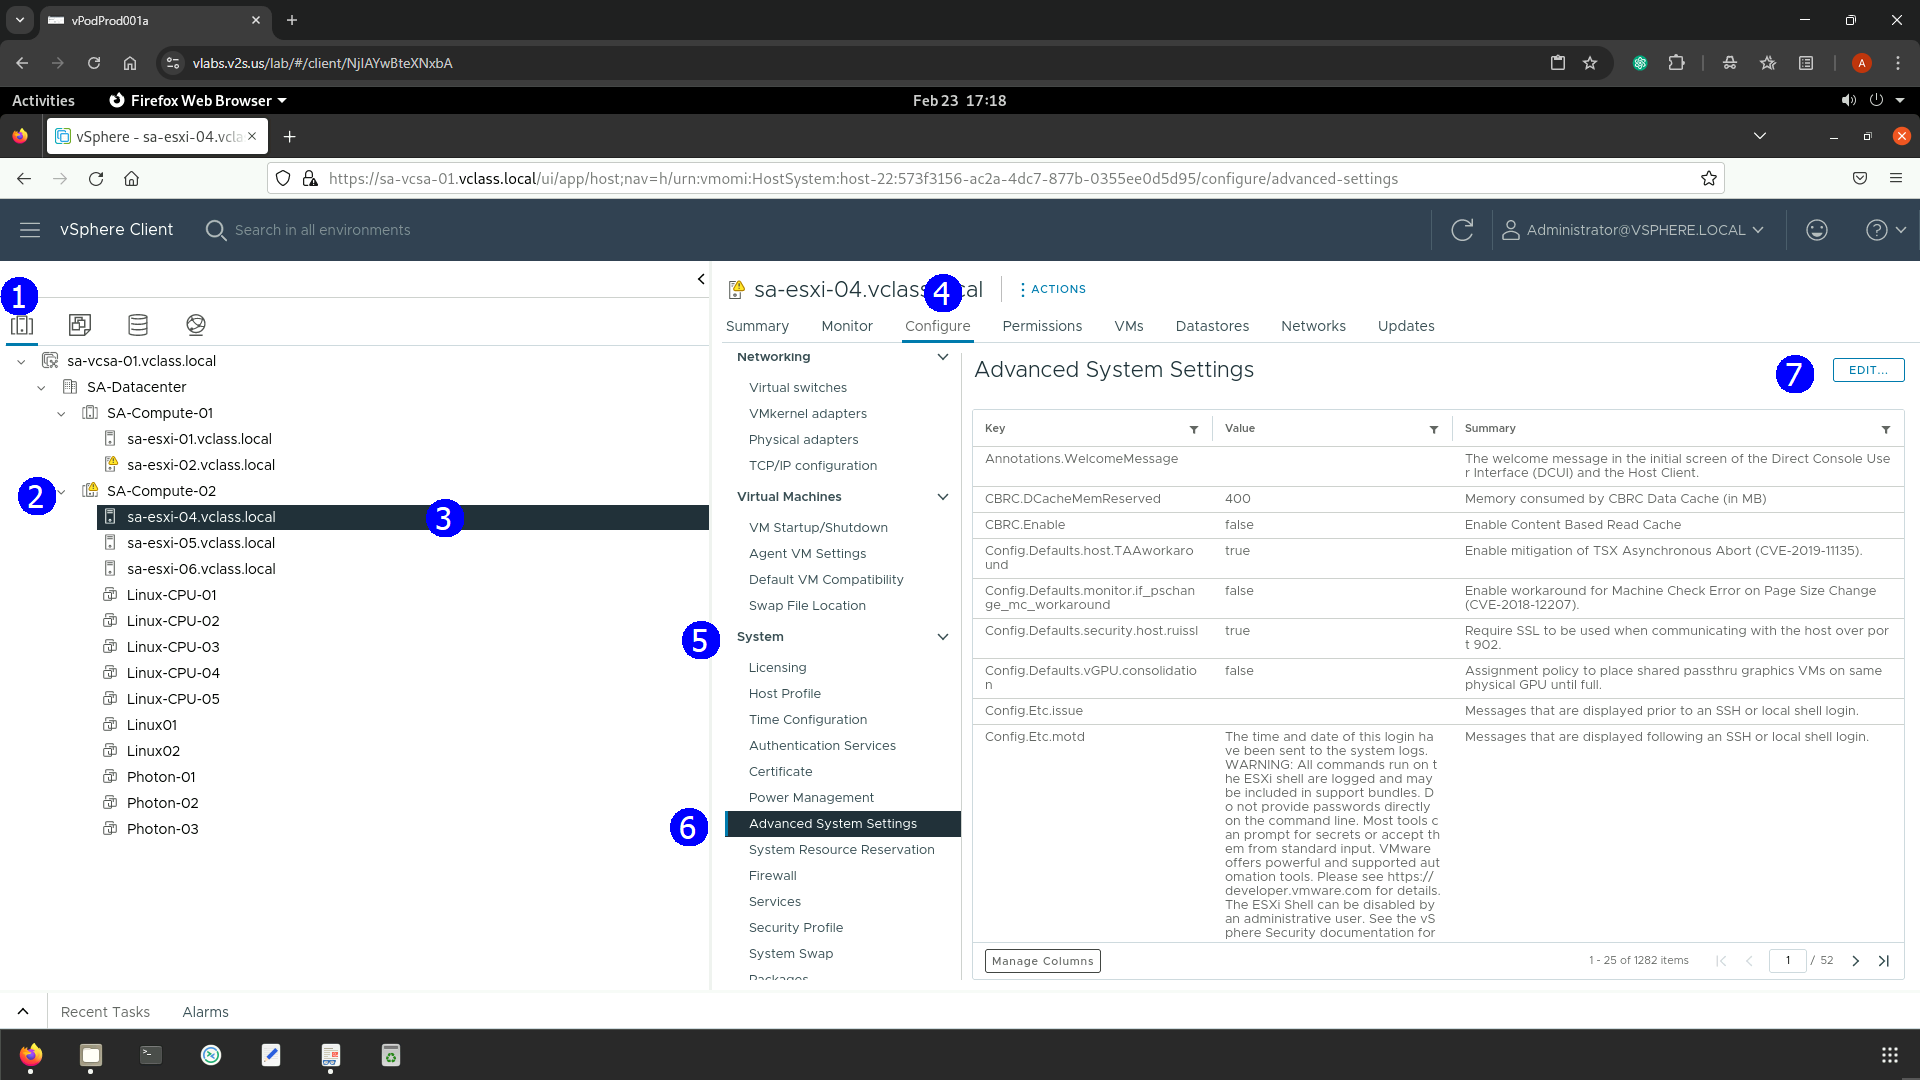 vPodProd001a
vlabs.v2s.us/lab/#/client/NjIAYwBteXNxbA
A
Activities
Firefox Web Browser
Feb 23 17:18
vSphere - sa-esxi-04.vcla
https://sa-vcsa-01.vclass.local/ui/app/host;nav=h/urn:vmomi:HostSystem:host-22:573f3156-ac2a-4dc7-877b-0355ee0d5d95/configure/advanced-settings
vSphere Client
Search in all environments
Administrator@VSPHERE.LOCAL
1
sa-vcsa-01.vclass.local
SA-Datacenter
SA-Compute-01
sa-esxi-01.vclass.local
sa-esxi-02.vclass.local
2
SA-Compute-02
sa-esxi-04.vclass.local
3
sa-esxi-05.vclass.local
sa-esxi-06.vclass.local
Linux-CPU-01
Linux-CPU-02
Linux-CPU-03
Linux-CPU-04
Linux-CPU-05
Linux01
Linux02
Photon-01
Photon-02
Photon-03
sa-esxi-04.vclass
4
cal
ACTIONS
Summary
Monitor
Configure
Permissions
VMs
Datastores
Networks
Updates
Networking
Virtual switches
VMkernel adapters
Physical adapters
TCP/IP configuration
Virtual Machines
VM Startup/Shutdown
Agent VM Settings
Default VM Compatibility
Swap File Location
5
System
Licensing
Host Profile
Time Configuration
Authentication Services
Certificate
Power Management
6
Advanced System Settings
System Resource Reservation
Firewall
Services
Security Profile
System Swap
Packages
Advanced System Settings
7
EDIT...
Key
Value
Summary
Annotations.WelcomeMessage
The welcome message in the initial screen of the Direct Console Use
r Interface (DCUI) and the Host Client.
CBRC.DCacheMemReserved
400
Memory consumed by CBRC Data Cache (in MB)
CBRC.Enable
false
Enable Content Based Read Cache
Config.Defaults.host.TAAworkaro
und
true
Enable mitigation of TSX Asynchronous Abort (CVE-2019-11135).
Config.Defaults.monitor.if_pschan
ge_mc_workaround
false
Enable workaround for Machine Check Error on Page Size Change
(CVE-2018-12207).
Config.Defaults.security.host.ruissl
true
Require SSL to be used when communicating with the host over por
t 902.
Config.Defaults.vGPU.consolidatio
n
false
Assignment policy to place shared passthru graphics VMs on same
physical GPU until full.
Config.Etc.issue
Messages that are displayed prior to an SSH or local shell login.
Config.Etc.motd
The time and date of this login ha
ve been sent to the system logs.
WARNING: All commands run on t
he ESXi shell are logged and may
be included in support bundles. D
o not provide passwords directly
on the command line. Most tools c
an prompt for secrets or accept th
em from standard input. VMware
offers powerful and supported aut
omation tools. Please see https://
developer.vmware.com for details.
The ESXi Shell can be disabled by
an administrative user. See the vS
phere Security documentation for
Messages that are displayed following an SSH or local shell login.
Manage Columns
1 - 25 of 1282 items
1
/ 52
Recent Tasks
Alarms